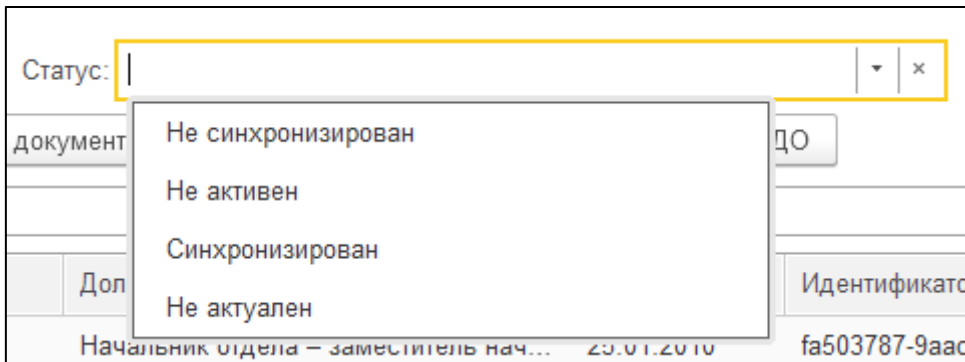 Статус:
документ
ДО
Не синхронизирован
Не активен
Синхронизирован
Не актуален
Дол
Идентификато
Начальник отдела – заместитель нач... 25.01.2010 fa503787-9aac